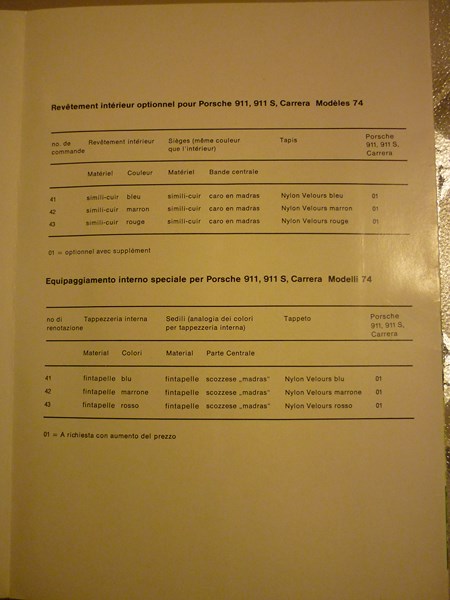 Revêtement intérieur optionnel pour Porsche 911, 911 S, Carrera Modèles 74
no. de commande Revêtement intérieur Sièges (même couleur que l'intérieur) Tapis Porsche 911, 911 S, Carrera
Matériel Couleur Matériel Bande centrale
41 simili-cuir bleu simili-cuir caro en madras Nylon Velours bleu 01
42 simili-cuir marron simili-cuir caro en madras Nylon Velours marron 01
43 simili-cuir rouge simili-cuir caro en madras Nylon Velours rouge 01
01 = optionnel avec supplément
Equipaggiamento interno speciale per Porsche 911, 911 S, Carrera Modelli 74
no di renotazione Tappezzeria interna Sedili (analogia dei colori per tappezzeria interna) Tappeto Porsche 911, 911 S, Carrera
Material Colori Material Parte Centrale
41 fintapelle blu fintapelle scozzese „madras" Nylon Velours blu 01
42 fintapelle marrone fintapelle scozzese „madras" Nylon Velours marrone 01
43 fintapelle rosso fintapelle scozzese „madras" Nylon Velours rosso 01
01 = A richiesta con aumento del prezzo